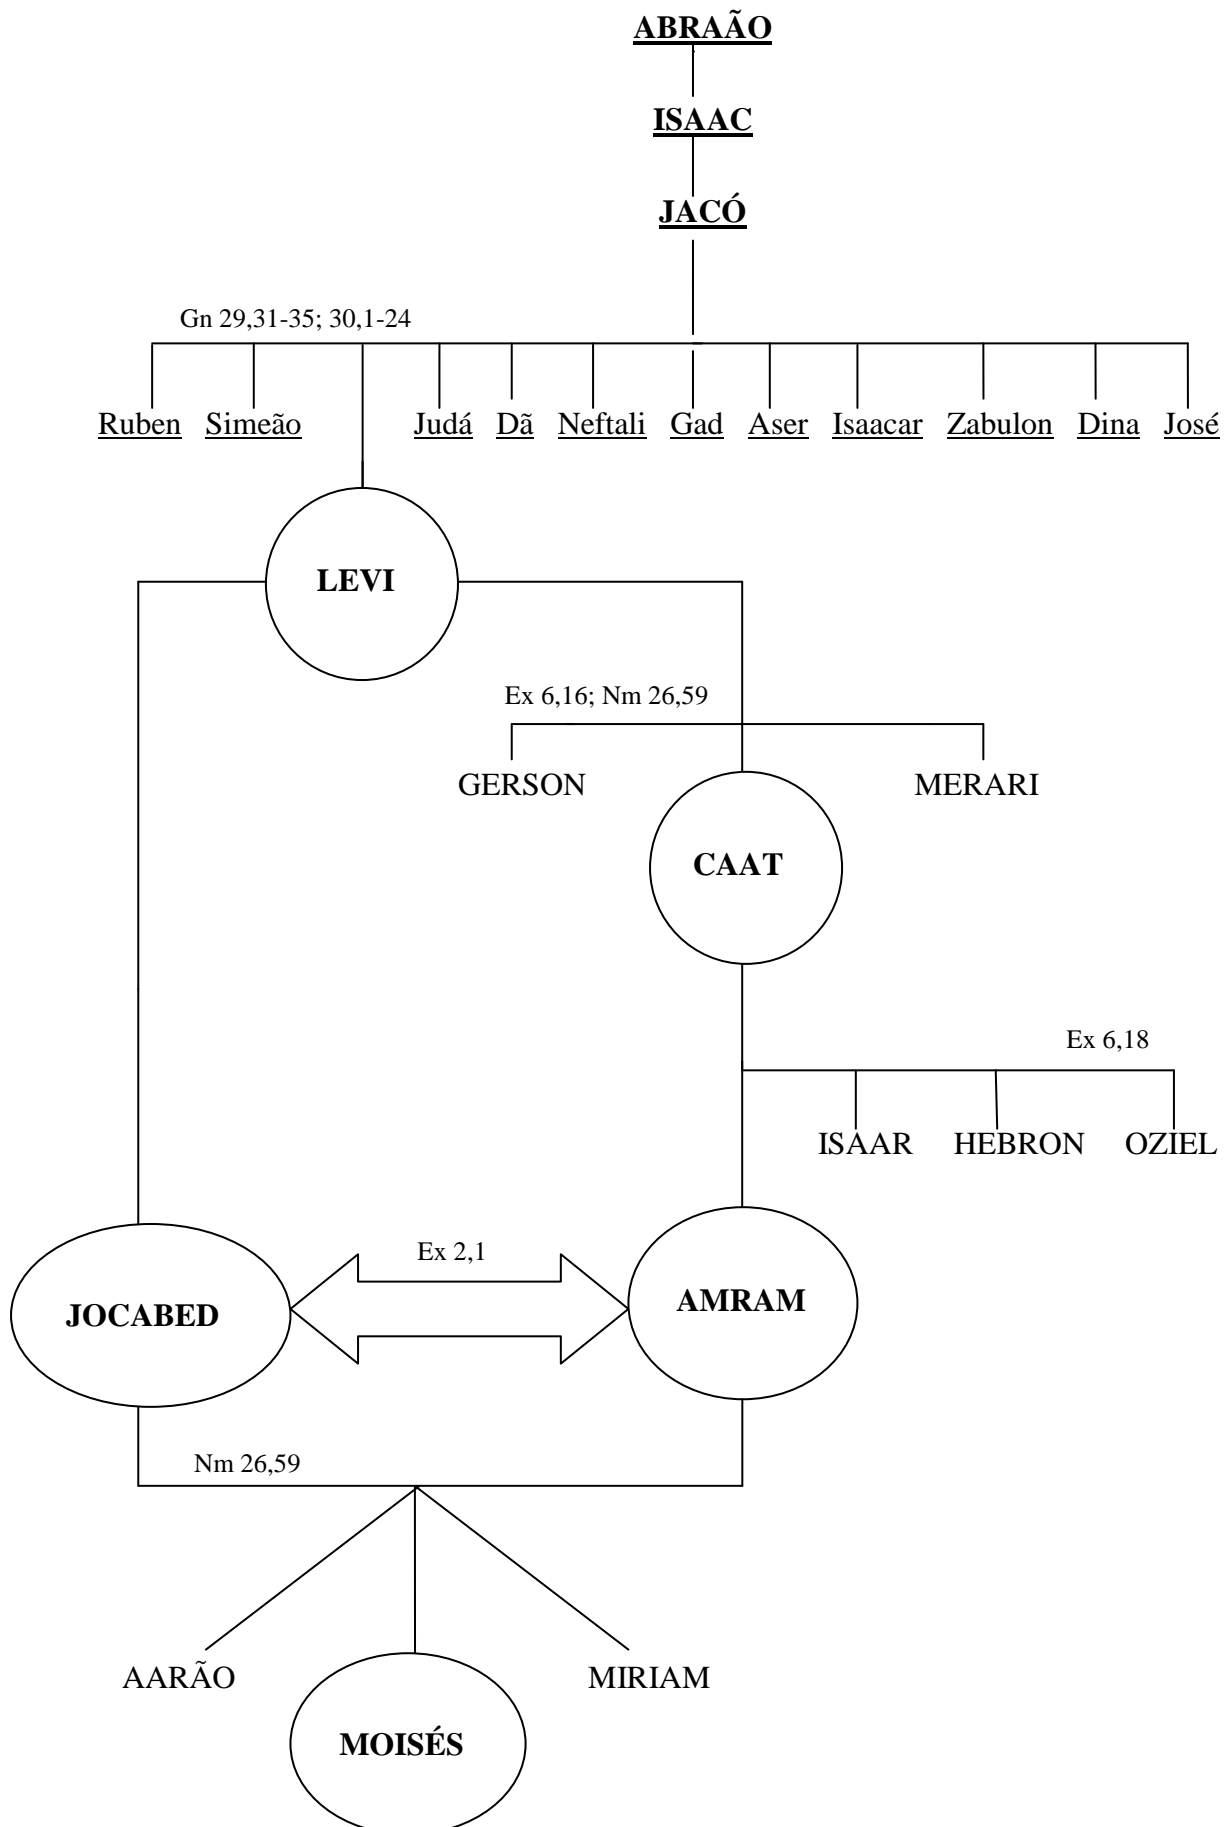 ABRAÃO
ISAAC
JACÓ
Gn 29,31-35; 30,1-24
Ruben Simeão Judá Dã Neftali Gad Aser Isaacar Zabulon Dina José
LEVI
Ex 6,16; Nm 26,59
GERSON MERARI
CAAT
Ex 6,18
ISAAR HEBRON OZIEL
Ex 2,1
JOCABED AMRAM
Nm 26,59
AARÃO MIRIAM
MOISÉS